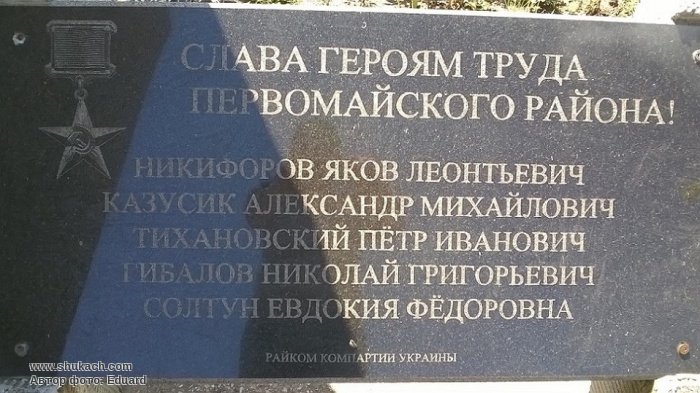 СЛАВА ГЕРОЯМ ТРУДА
ПЕРВОМАЙСКОГО РАЙОНА!
НИКИФОРОВ ЯКОВ ЛЕОНТЬЕВИЧ
КАЗУСИК АЛЕКСАНДР МИХАЙЛОВИЧ
ТИХАНОВСКИЙ ПЁТР ИВАНОВИЧ
ГИБАЛОВ НИКОЛАЙ ГРИГОРЬЕВИЧ
СОЛТУН ЕВДОКИЯ ФЁДОРОВНА
РАЙКОМ КОМПАРТИИ УКРАИНЫ
www.shukach.com
Автор фото: Eduard